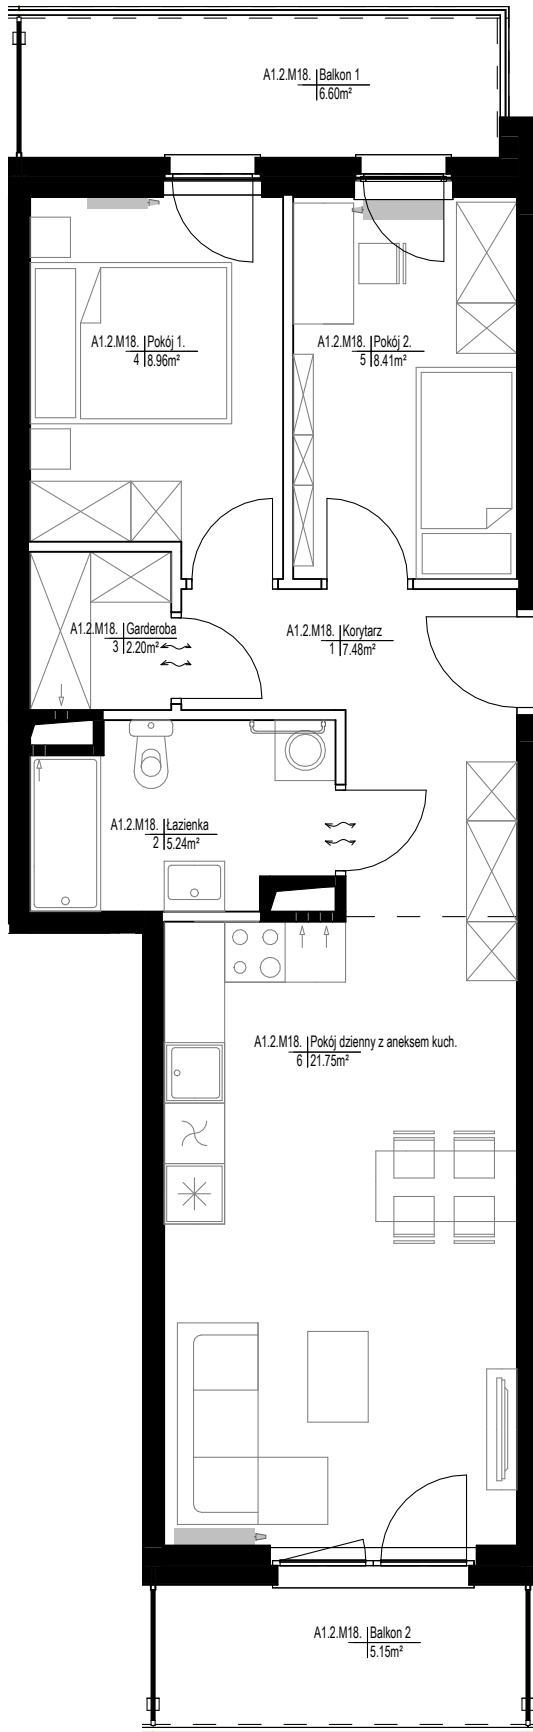 A1.2.M18. Balkon 1
6.60m²
A1.2.M18. Pokój 1.
4 8.96m²
A1.2.M18. Pokój 2.
5 8.41m²
A1.2.M18. Garderoba
3 2.20m²
A1.2.M18. Korytarz
1 7.48m²
A1.2.M18. Łazienka
2 5.24m²
A1.2.M18. Pokój dzienny z aneksem kuch.
6 21.75m²
A1.2.M18. Balkon 2
5.15m²